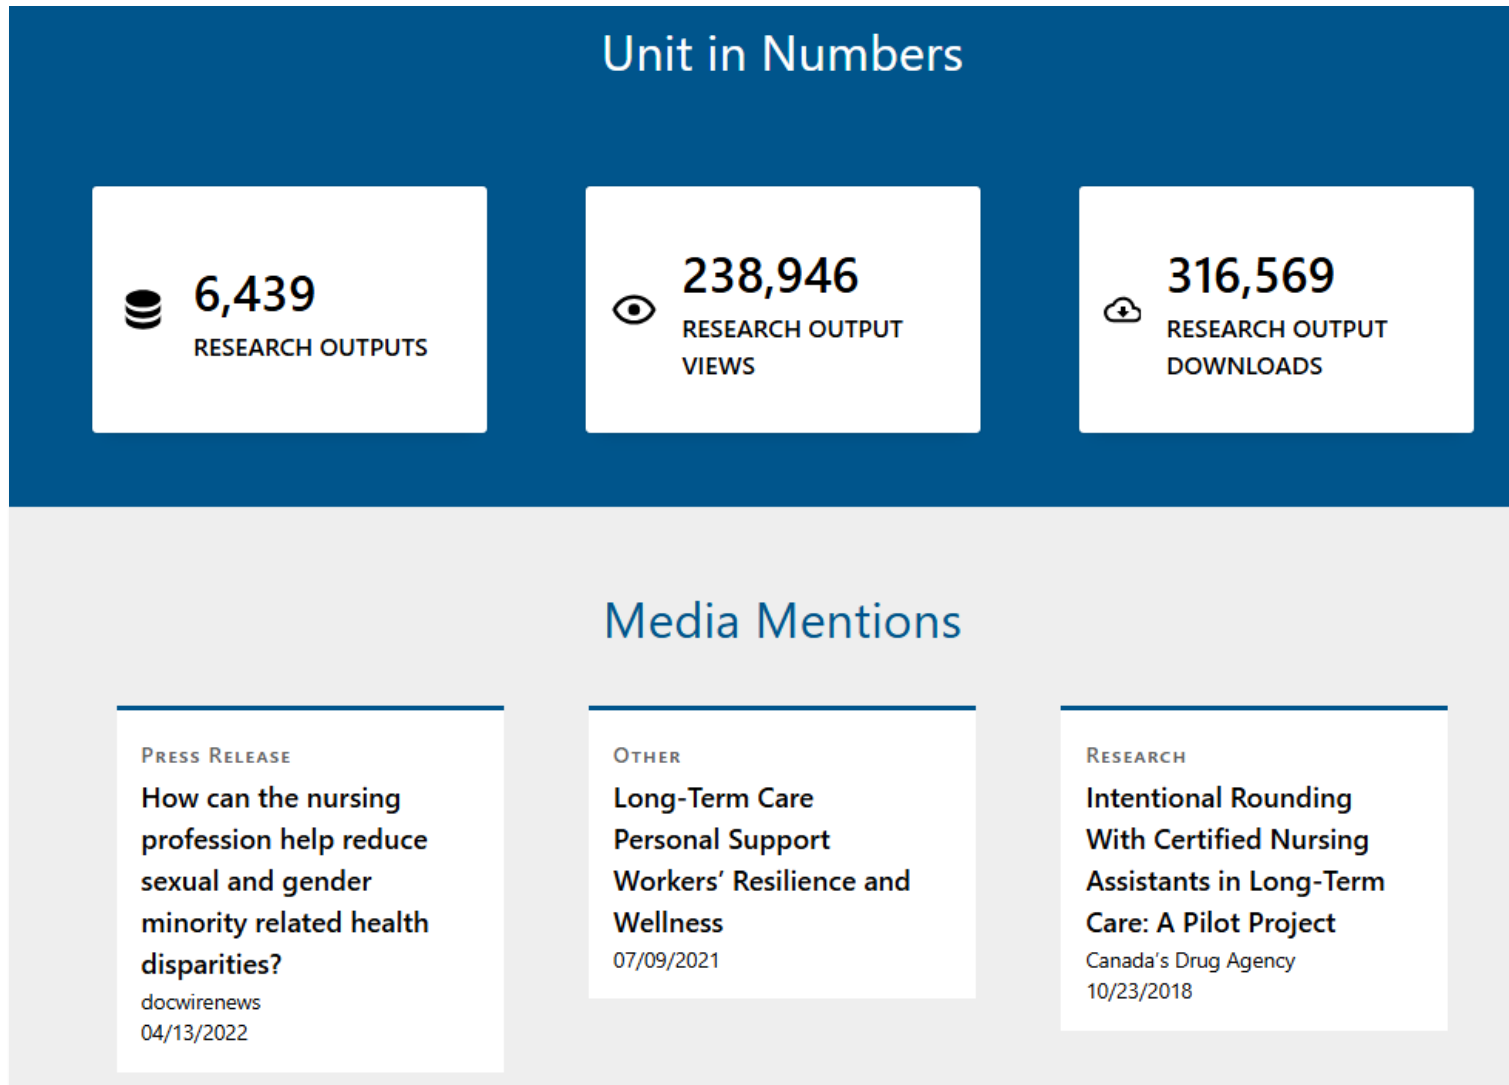 Unit in Numbers
6,439
RESEARCH OUTPUTS
238,946
RESEARCH OUTPUT
VIEWS
316,569
RESEARCH OUTPUT
DOWNLOADS
Media Mentions
PRESS RELEASE
How can the nursing
profession help reduce
sexual and gender
minority related health
disparities?
docwirenews
04/13/2022
OTHER
Long-Term Care
Personal Support
Workers’ Resilience and
Wellness
07/09/2021
RESEARCH
Intentional Rounding
With Certified Nursing
Assistants in Long-Term
Care: A Pilot Project
Canada’s Drug Agency
10/23/2018